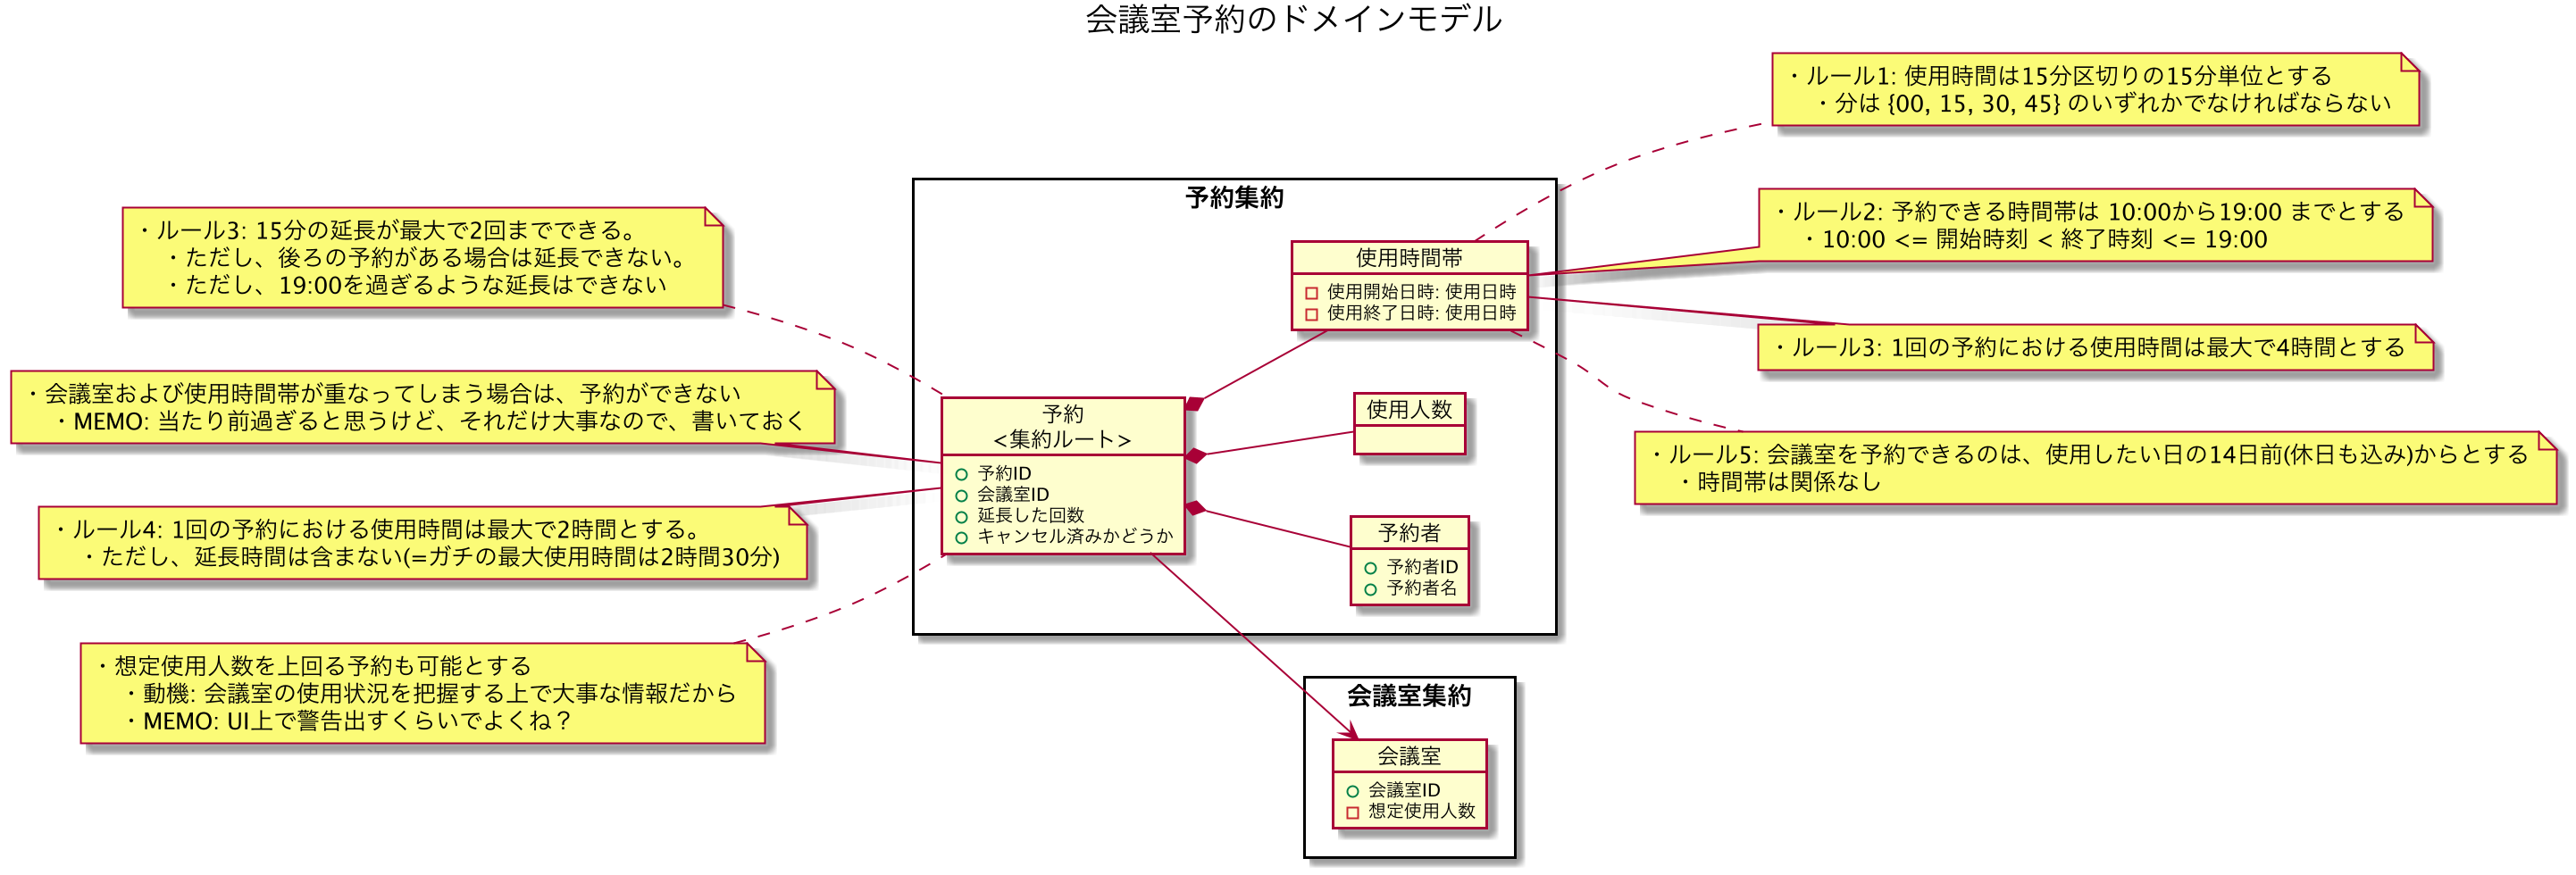 会議室予約のドメインモデル
・ルール1: 使用時間は15分区切りの15分単位とする
・分は {00, 15, 30, 45} のいずれかでなければならない
・ルール2: 予約できる時間帯は 10:00から19:00 までとする
・10:00 <= 開始時刻 < 終了時刻 <= 19:00
・ルール3: 1回の予約における使用時間は最大で4時間とする
・ルール5: 会議室を予約できるのは、使用したい日の14日前(休日も込み)からとする
・時間帯は関係なし
・ルール3: 15分の延長が最大で2回までできる。
・ただし、後ろの予約がある場合は延長できない。
・ただし、19:00を過ぎるような延長はできない
・会議室および使用時間帯が重なってしまう場合は、予約ができない
・MEMO: 当たり前過ぎると思うけど、それだけ大事なので、書いておく
・ルール4: 1回の予約における使用時間は最大で2時間とする。
・ただし、延長時間は含まない(=ガチの最大使用時間は2時間30分)
・想定使用人数を上回る予約も可能とする
・動機: 会議室の使用状況を把握する上で大事な情報だから
・MEMO: UI上で警告出すくらいでよくね？
予約集約
使用時間帯
使用開始日時: 使用日時
使用終了日時: 使用日時
予約
<集約ルート>
予約ID
会議室ID
延長した回数
キャンセル済みかどうか
使用人数
予約者
予約者ID
予約者名
会議室集約
会議室
会議室ID
想定使用人数